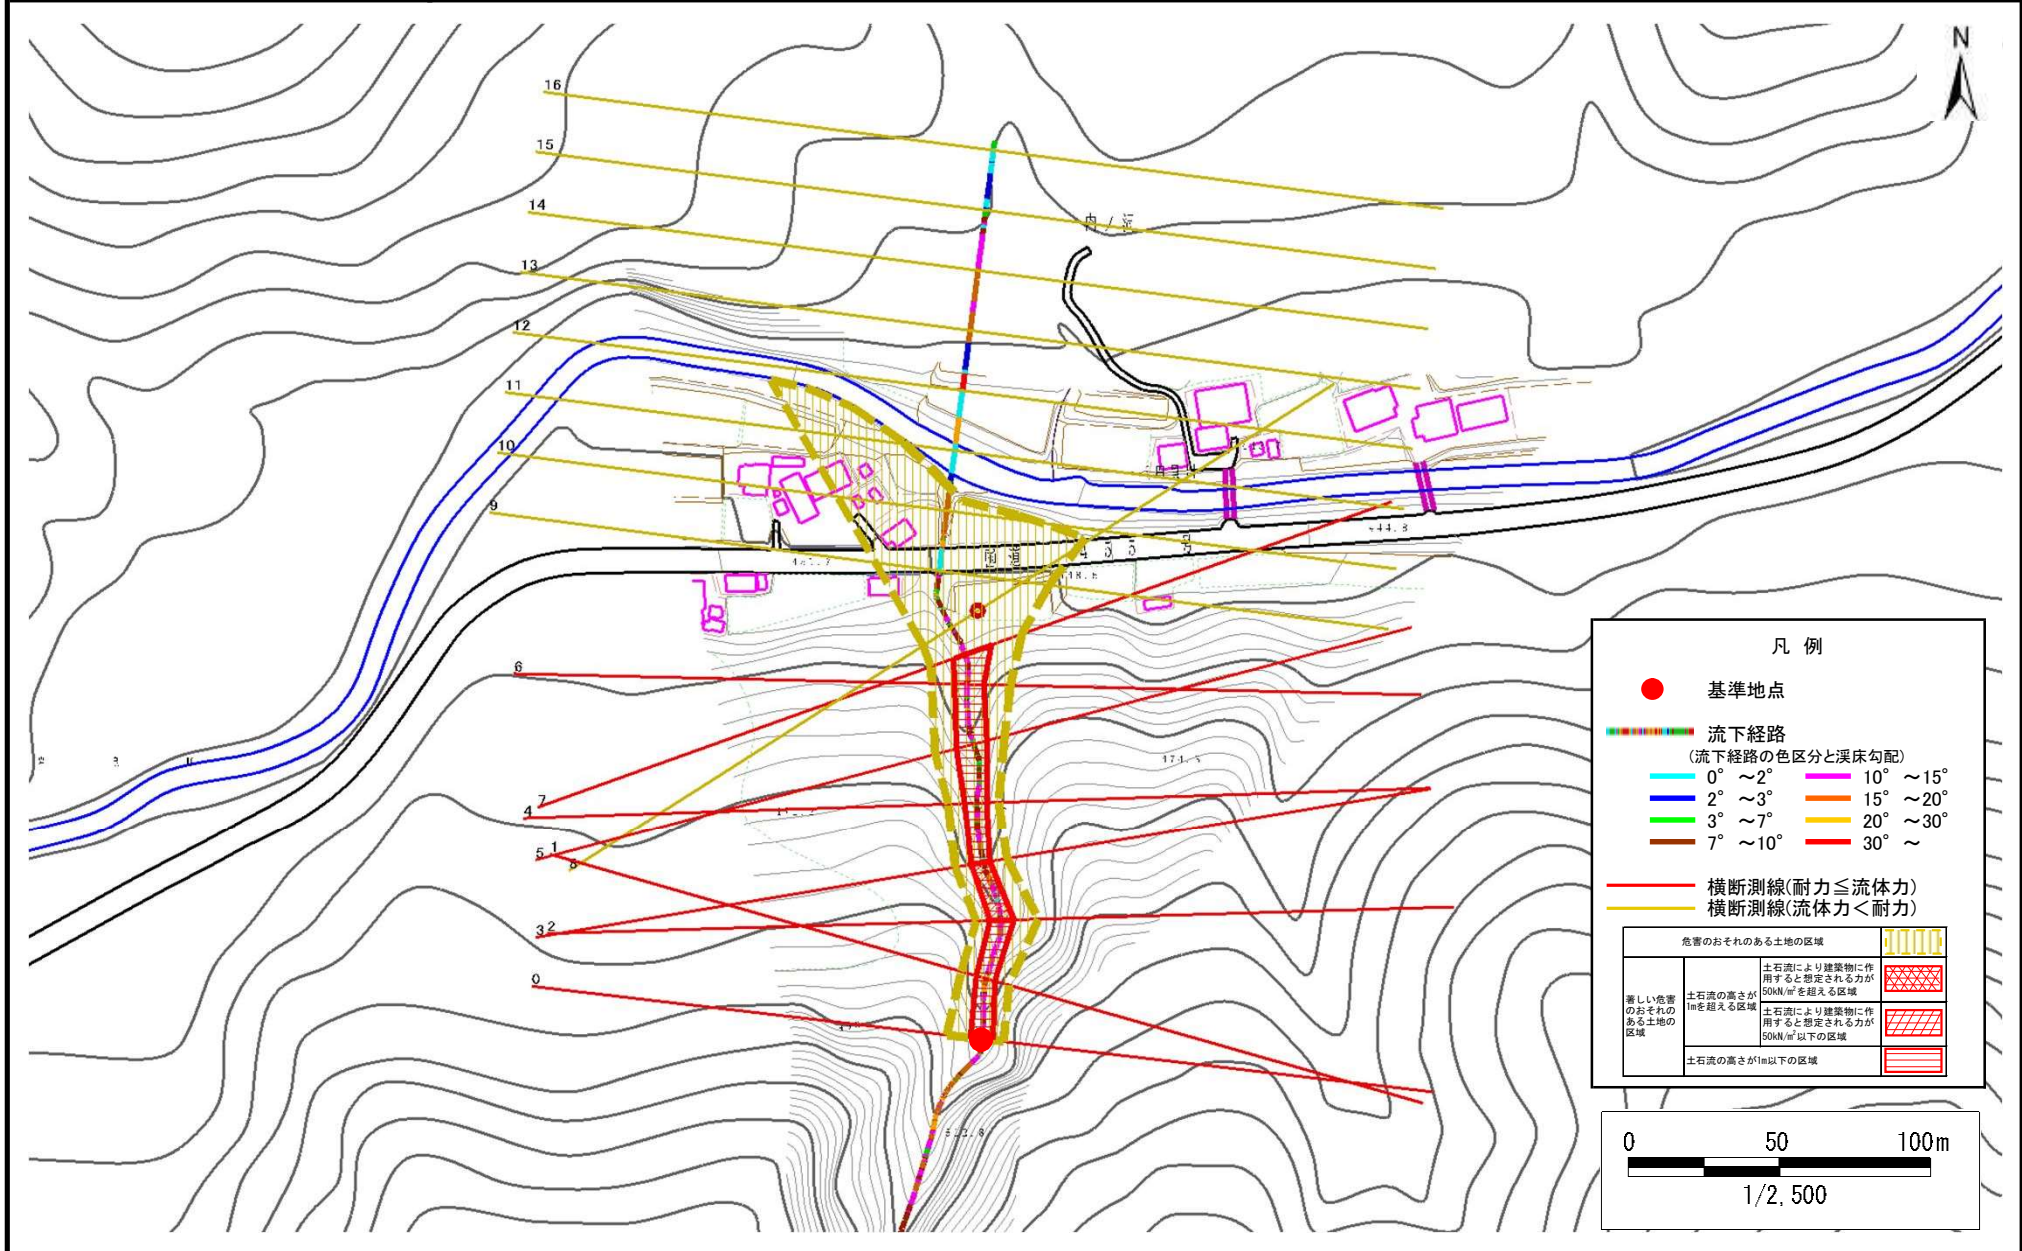 N
16
15
14
13
12
11
10
9
6
7
4
5 1
8
3 2
0
内ノ
国道
444.8
474.5
522.8
凡 例
基準地点
流下経路
(流下経路の色区分と渓床勾配)
0° ～2° 10° ～15°
2° ～3° 15° ～20°
3° ～7° 20° ～30°
7° ～10° 30° ～
横断測線(耐力≦流体力)
横断測線(流体力＜耐力)
危害のおそれのある土地の区域
著しい危害のおそれのある土地の区域
土石流の高さが1mを超える区域
土石流により建築物に作用すると想定される力が50kN/m²を超える区域
土石流により建築物に作用すると想定される力が50kN/m²以下の区域
土石流の高さが1m以下の区域
0 50 100m
1/2,500